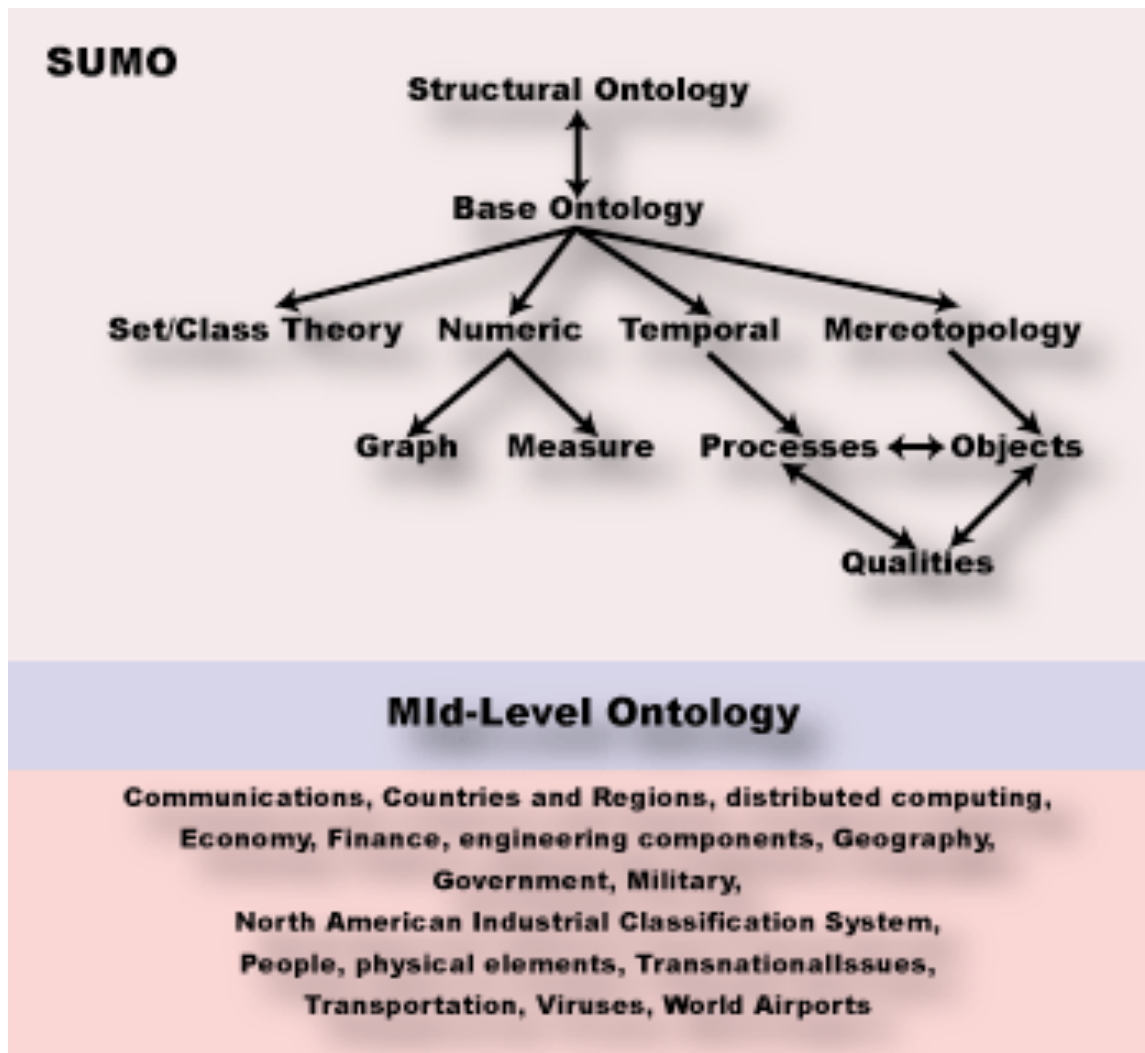 SUMO
Structural Ontology
Base Ontology
Set/Class Theory Numeric Temporal Mereotopology
Graph Measure Processes Objects
Qualities
MId-Level Ontology
Communications, Countries and Regions, distributed computing,
Economy, Finance, engineering components, Geography,
Government, Military,
North American Industrial Classification System,
People, physical elements, TransnationalIssues,
Transportation, Viruses, World Airports